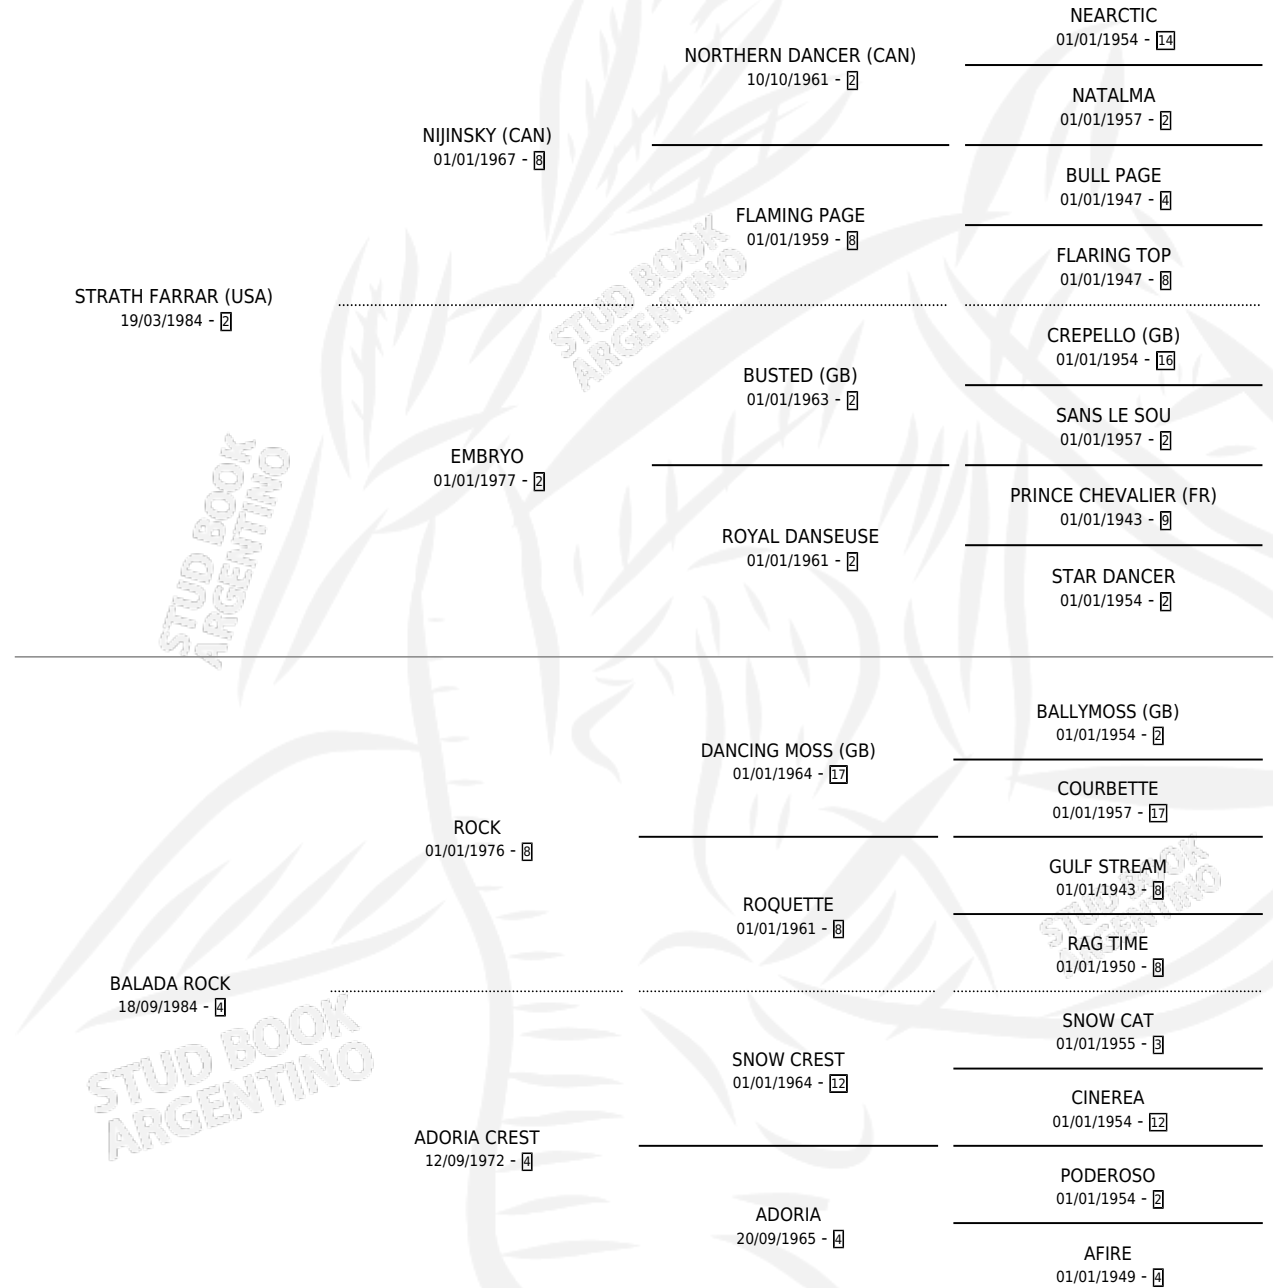 NEARCTIC
01/01/1954 - 14
NORTHERN DANCER (CAN)
10/10/1961 - 2
NATALMA
01/01/1957 - 2
NIJINSKY (CAN)
01/01/1967 - 8
BULL PAGE
01/01/1947 - 4
FLAMING PAGE
01/01/1959 - 8
FLARING TOP
01/01/1947 - 8
STRATH FARRAR (USA)
19/03/1984 - 2
STUD BOOK
ARGENTINO
CREPELLO (GB)
01/01/1954 - 16
BUSTED (GB)
01/01/1963 - 2
SANS LE SOU
01/01/1957 - 2
EMBRYO
01/01/1977 - 2
PRINCE CHEVALIER (FR)
01/01/1943 - 9
ROYAL DANSEUSE
01/01/1961 - 2
STAR DANCER
01/01/1954 - 2
STUD BOOK
ARGENTINO
BALLYMOSS (GB)
01/01/1954 - 2
DANCING MOSS (GB)
01/01/1964 - 17
COURBETTE
01/01/1957 - 17
ROCK
01/01/1976 - 8
GULF STREAM
01/01/1943 - 8
ROQUETTE
01/01/1961 - 8
RAG TIME
01/01/1950 - 8
STUD BOOK
ARGENTINO
BALADA ROCK
18/09/1984 - 4
SNOW CAT
01/01/1955 - 3
SNOW CREST
01/01/1964 - 12
CINEREA
01/01/1954 - 12
STUD BOOK
ARGENTINO
ADORIA CREST
12/09/1972 - 4
PODEROSO
01/01/1954 - 2
ADORIA
20/09/1965 - 4
AFIRE
01/01/1949 - 4